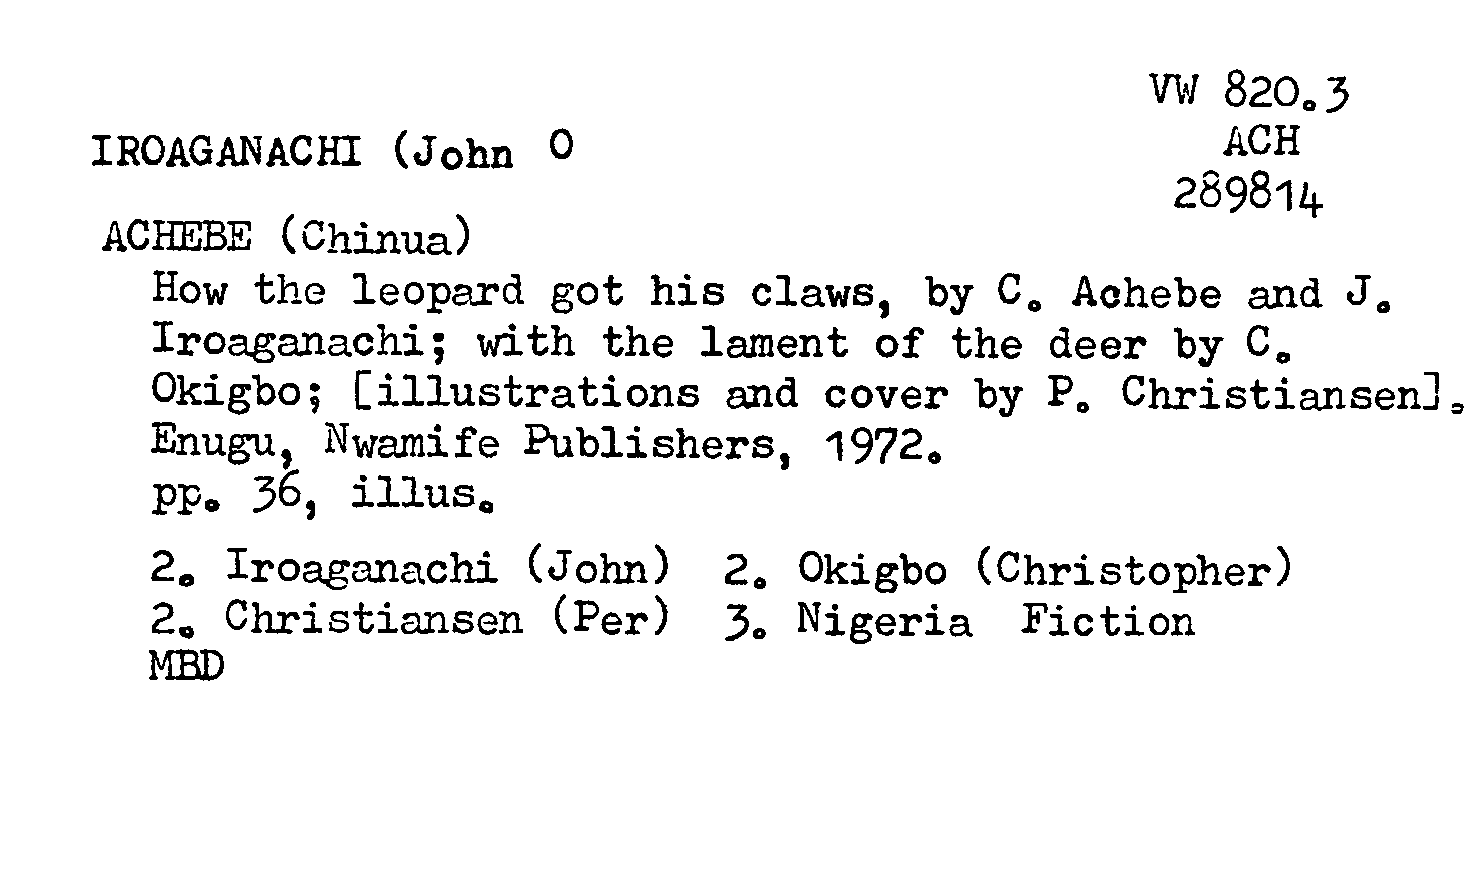 VW 820.3
ACH
289814
IROAGANACHI (John O
ACHEBE (Chinua)
How the leopard got his claws, by C. Achebe and J.
Iroaganachi; with the lament of the deer by C.
Okigbo; [illustrations and cover by P. Christiansen].
Enugu, Nwamife Publishers, 1972.
pp. 36, illus.
2. Iroaganachi (John) 2. Okigbo (Christopher)
2. Christiansen (Per) 3. Nigeria Fiction
MBD